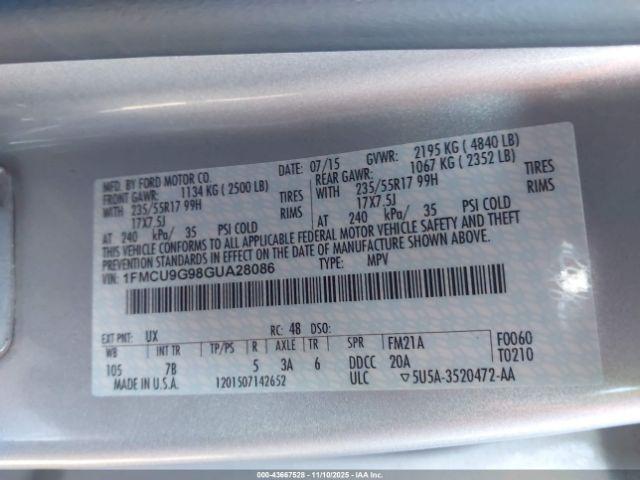 MFD. BY FORD MOTOR CO. DATE: 07/15 GVWR: 2195 KG ( 4840 LB)
FRONT GAWR: 1134 KG ( 2500 LB) REAR GAWR: 1067 KG ( 2352 LB)
WITH 235/55R17 99H TIRES WITH 235/55R17 99H TIRES
17X7.5J RIMS 17X7.5J RIMS
AT 240 kPa/ 35 PSI COLD AT 240 kPa/ 35 PSI COLD
THIS VEHICLE CONFORMS TO ALL APPLICABLE FEDERAL MOTOR VEHICLE SAFETY AND THEFT
PREVENTION STANDARDS IN EFFECT ON THE DATE OF MANUFACTURE SHOWN ABOVE.
VIN: 1FMCU9G98GUA28086 TYPE: MPV
EXT PNT: UX RC: 48 DSO:
WB INT TR TP/PS R AXLE TR SPR FM21A F0060
105 7B 5 3A 6 DDCC 20A T0210
MADE IN U.S.A. 1201507142652 ULC ▽5U5A-3520472-AA
000-43667528 - 11/10/2025 - IAAI Inc.